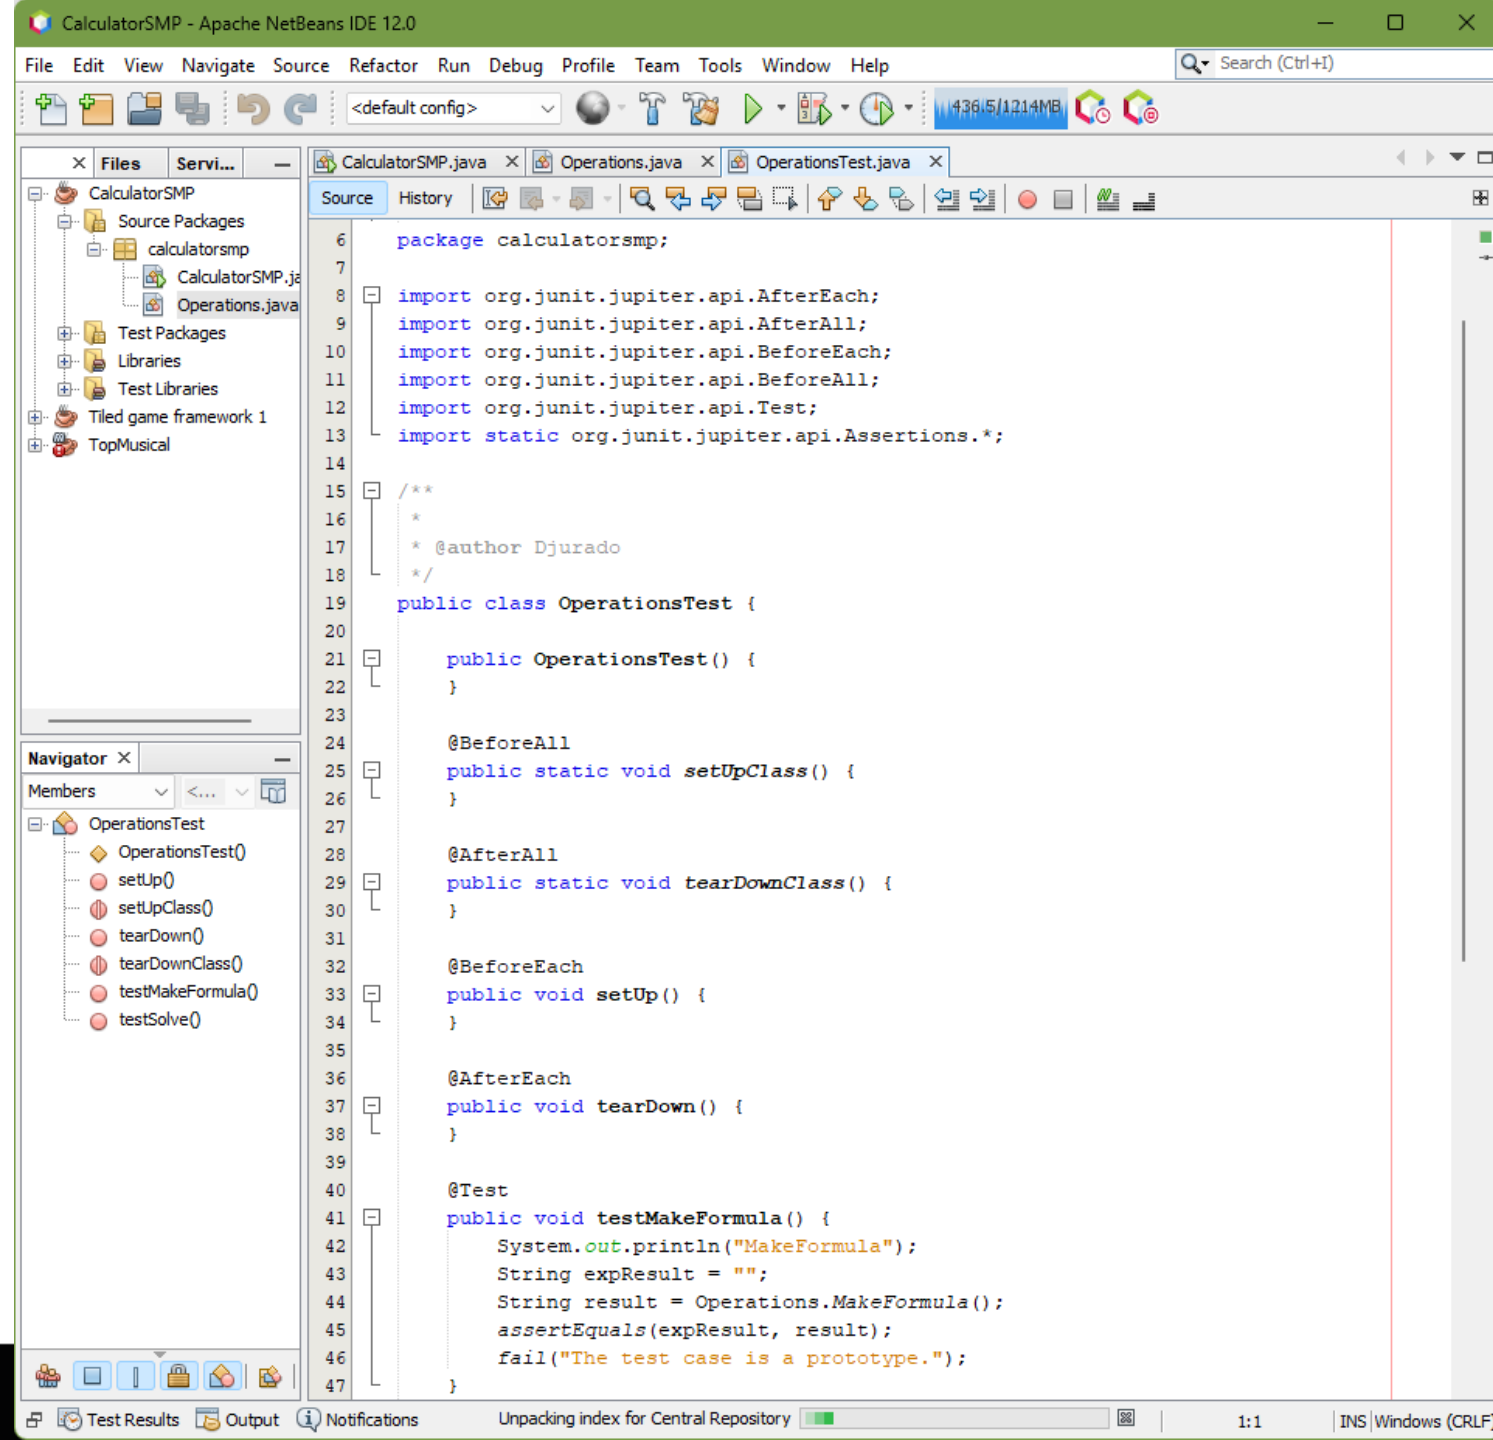 CalculatorSMP - Apache NetBeans IDE 12.0
File Edit View Navigate Source Refactor Run Debug Profile Team Tools Window Help
Search (Ctrl+I)
<default config>
436.5/1214MB
Files Servi...
CalculatorSMP
Source Packages
calculatorsmp
CalculatorSMP.ja
Operations.java
Test Packages
Libraries
Test Libraries
Tiled game framework 1
TopMusical
Navigator
Members <...
OperationsTest
OperationsTest()
setUp()
setUpClass()
tearDown()
tearDownClass()
testMakeFormula()
testSolve()
CalculatorSMP.java Operations.java OperationsTest.java
Source History
6 package calculatorsmp;
7
8 import org.junit.jupiter.api.AfterEach;
9 import org.junit.jupiter.api.AfterAll;
10 import org.junit.jupiter.api.BeforeEach;
11 import org.junit.jupiter.api.BeforeAll;
12 import org.junit.jupiter.api.Test;
13 import static org.junit.jupiter.api.Assertions.*;
14
15 /**
16 *
17 * @author Djurado
18 */
19 public class OperationsTest {
20
21 public OperationsTest() {
22 }
23
24 @BeforeAll
25 public static void setUpClass() {
26 }
27
28 @AfterAll
29 public static void tearDownClass() {
30 }
31
32 @BeforeEach
33 public void setUp() {
34 }
35
36 @AfterEach
37 public void tearDown() {
38 }
39
40 @Test
41 public void testMakeFormula() {
42 System.out.println("MakeFormula");
43 String expResult = "";
44 String result = Operations.MakeFormula();
45 assertEquals(expResult, result);
46 fail("The test case is a prototype.");
47 }
Test Results Output Notifications Unpacking index for Central Repository 1:1 INS Windows (CRLF)